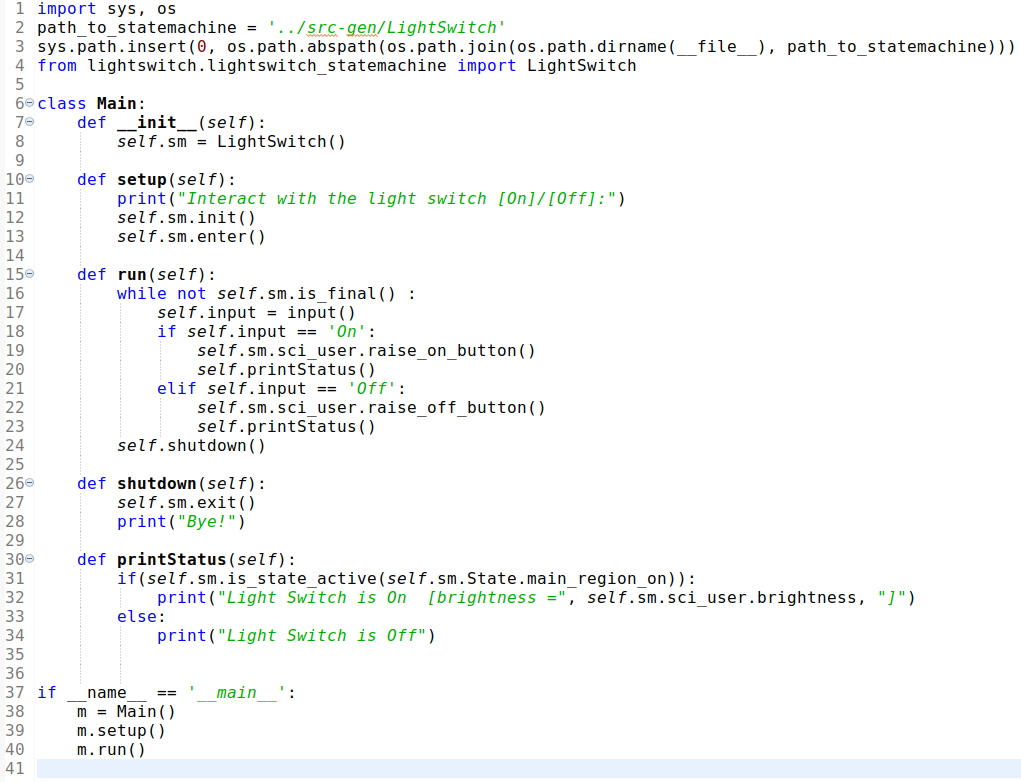 1 import sys, os
2 path_to_statemachine = '../src-gen/LightSwitch'
3 sys.path.insert(0, os.path.abspath(os.path.join(os.path.dirname(__file__), path_to_statemachine)))
4 from lightswitch.lightswitch_statemachine import LightSwitch
5
6 class Main:
7     def __init__(self):
8         self.sm = LightSwitch()
9
10     def setup(self):
11         print("Interact with the light switch [On]/[Off]:")
12         self.sm.init()
13         self.sm.enter()
14
15     def run(self):
16         while not self.sm.is_final() :
17             self.input = input()
18             if self.input == 'On':
19                 self.sm.sci_user.raise_on_button()
20                 self.printStatus()
21             elif self.input == 'Off':
22                 self.sm.sci_user.raise_off_button()
23                 self.printStatus()
24         self.shutdown()
25
26     def shutdown(self):
27         self.sm.exit()
28         print("Bye!")
29
30     def printStatus(self):
31         if(self.sm.is_state_active(self.sm.State.main_region_on)):
32             print("Light Switch is On  [brightness =", self.sm.sci_user.brightness, "]")
33         else:
34             print("Light Switch is Off")
35
36
37 if __name__ == '__main__':
38     m = Main()
39     m.setup()
40     m.run()
41